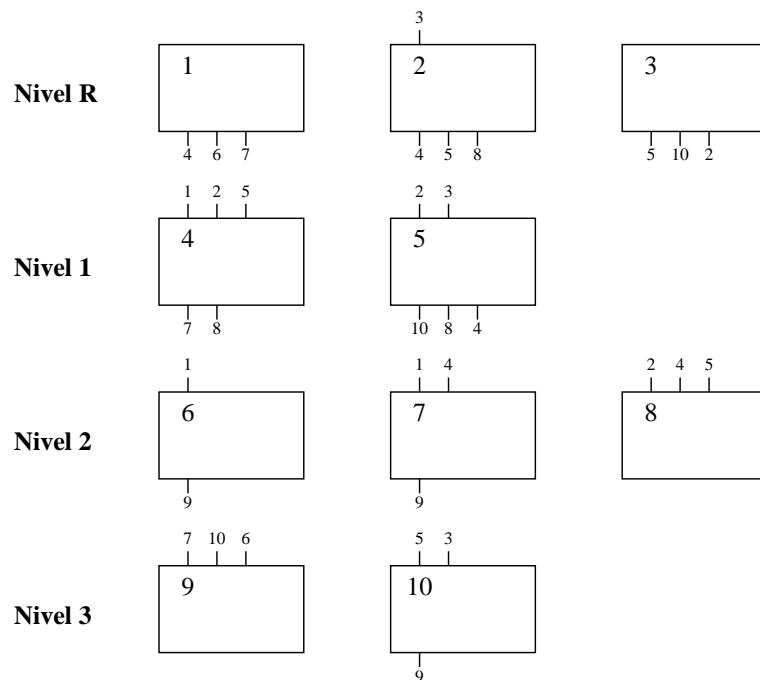 3
1 2 3
Nivel R
4 6 7 4 5 8 5 10 2
1 2 5 2 3
4 5
Nivel 1
7 8 10 8 4
1 1 4 2 4 5
6 7 8
Nivel 2
9 9
7 10 6 5 3
9 10
Nivel 3
9